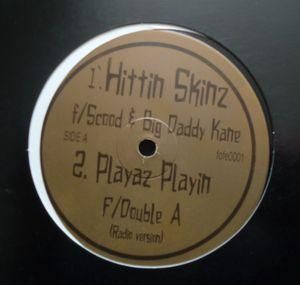 1. Hittin Skinz
f/Scood & Big Daddy Kane
SIDE A
fofe0001
2. Playaz Playin
F/Double A
(Radio version)